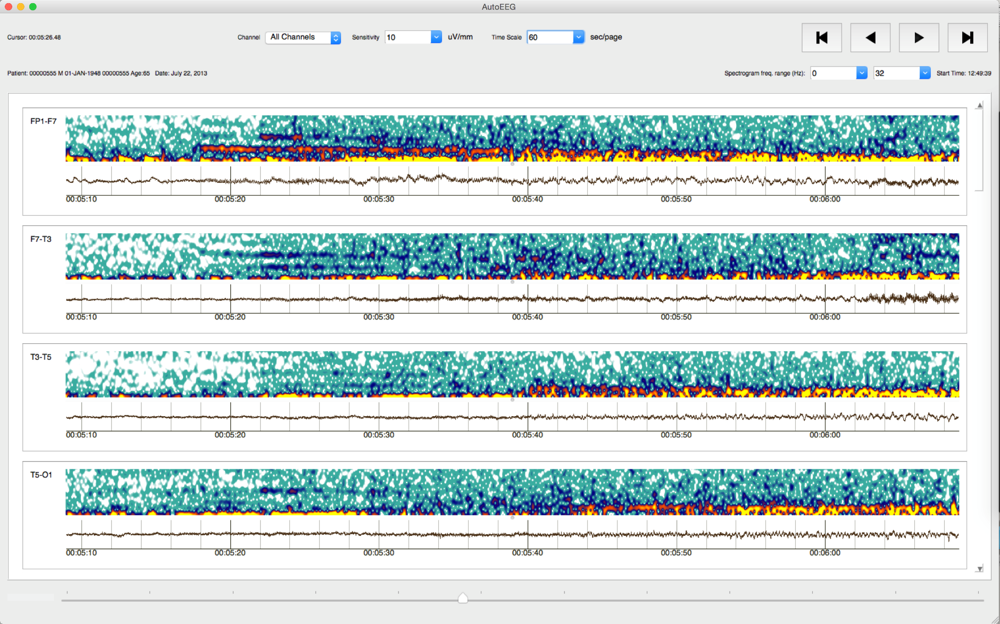 AutoEEG
Cursor: 00:05:26.48 Channel All Channels Sensitivity 10 uV/mm Time Scale 60 sec/page
Patient: 00000555 M 01-JAN-1948 00000555 Age:65 Date: July 22, 2013 Spectrogram freq. range (Hz): 0 32 Start Time: 12:49:39
FP1-F7
00:05:10 00:05:20 00:05:30 00:05:40 00:05:50 00:06:00
F7-T3
00:05:10 00:05:20 00:05:30 00:05:40 00:05:50 00:06:00
T3-T5
00:05:10 00:05:20 00:05:30 00:05:40 00:05:50 00:06:00
T5-O1
00:05:10 00:05:20 00:05:30 00:05:40 00:05:50 00:06:00